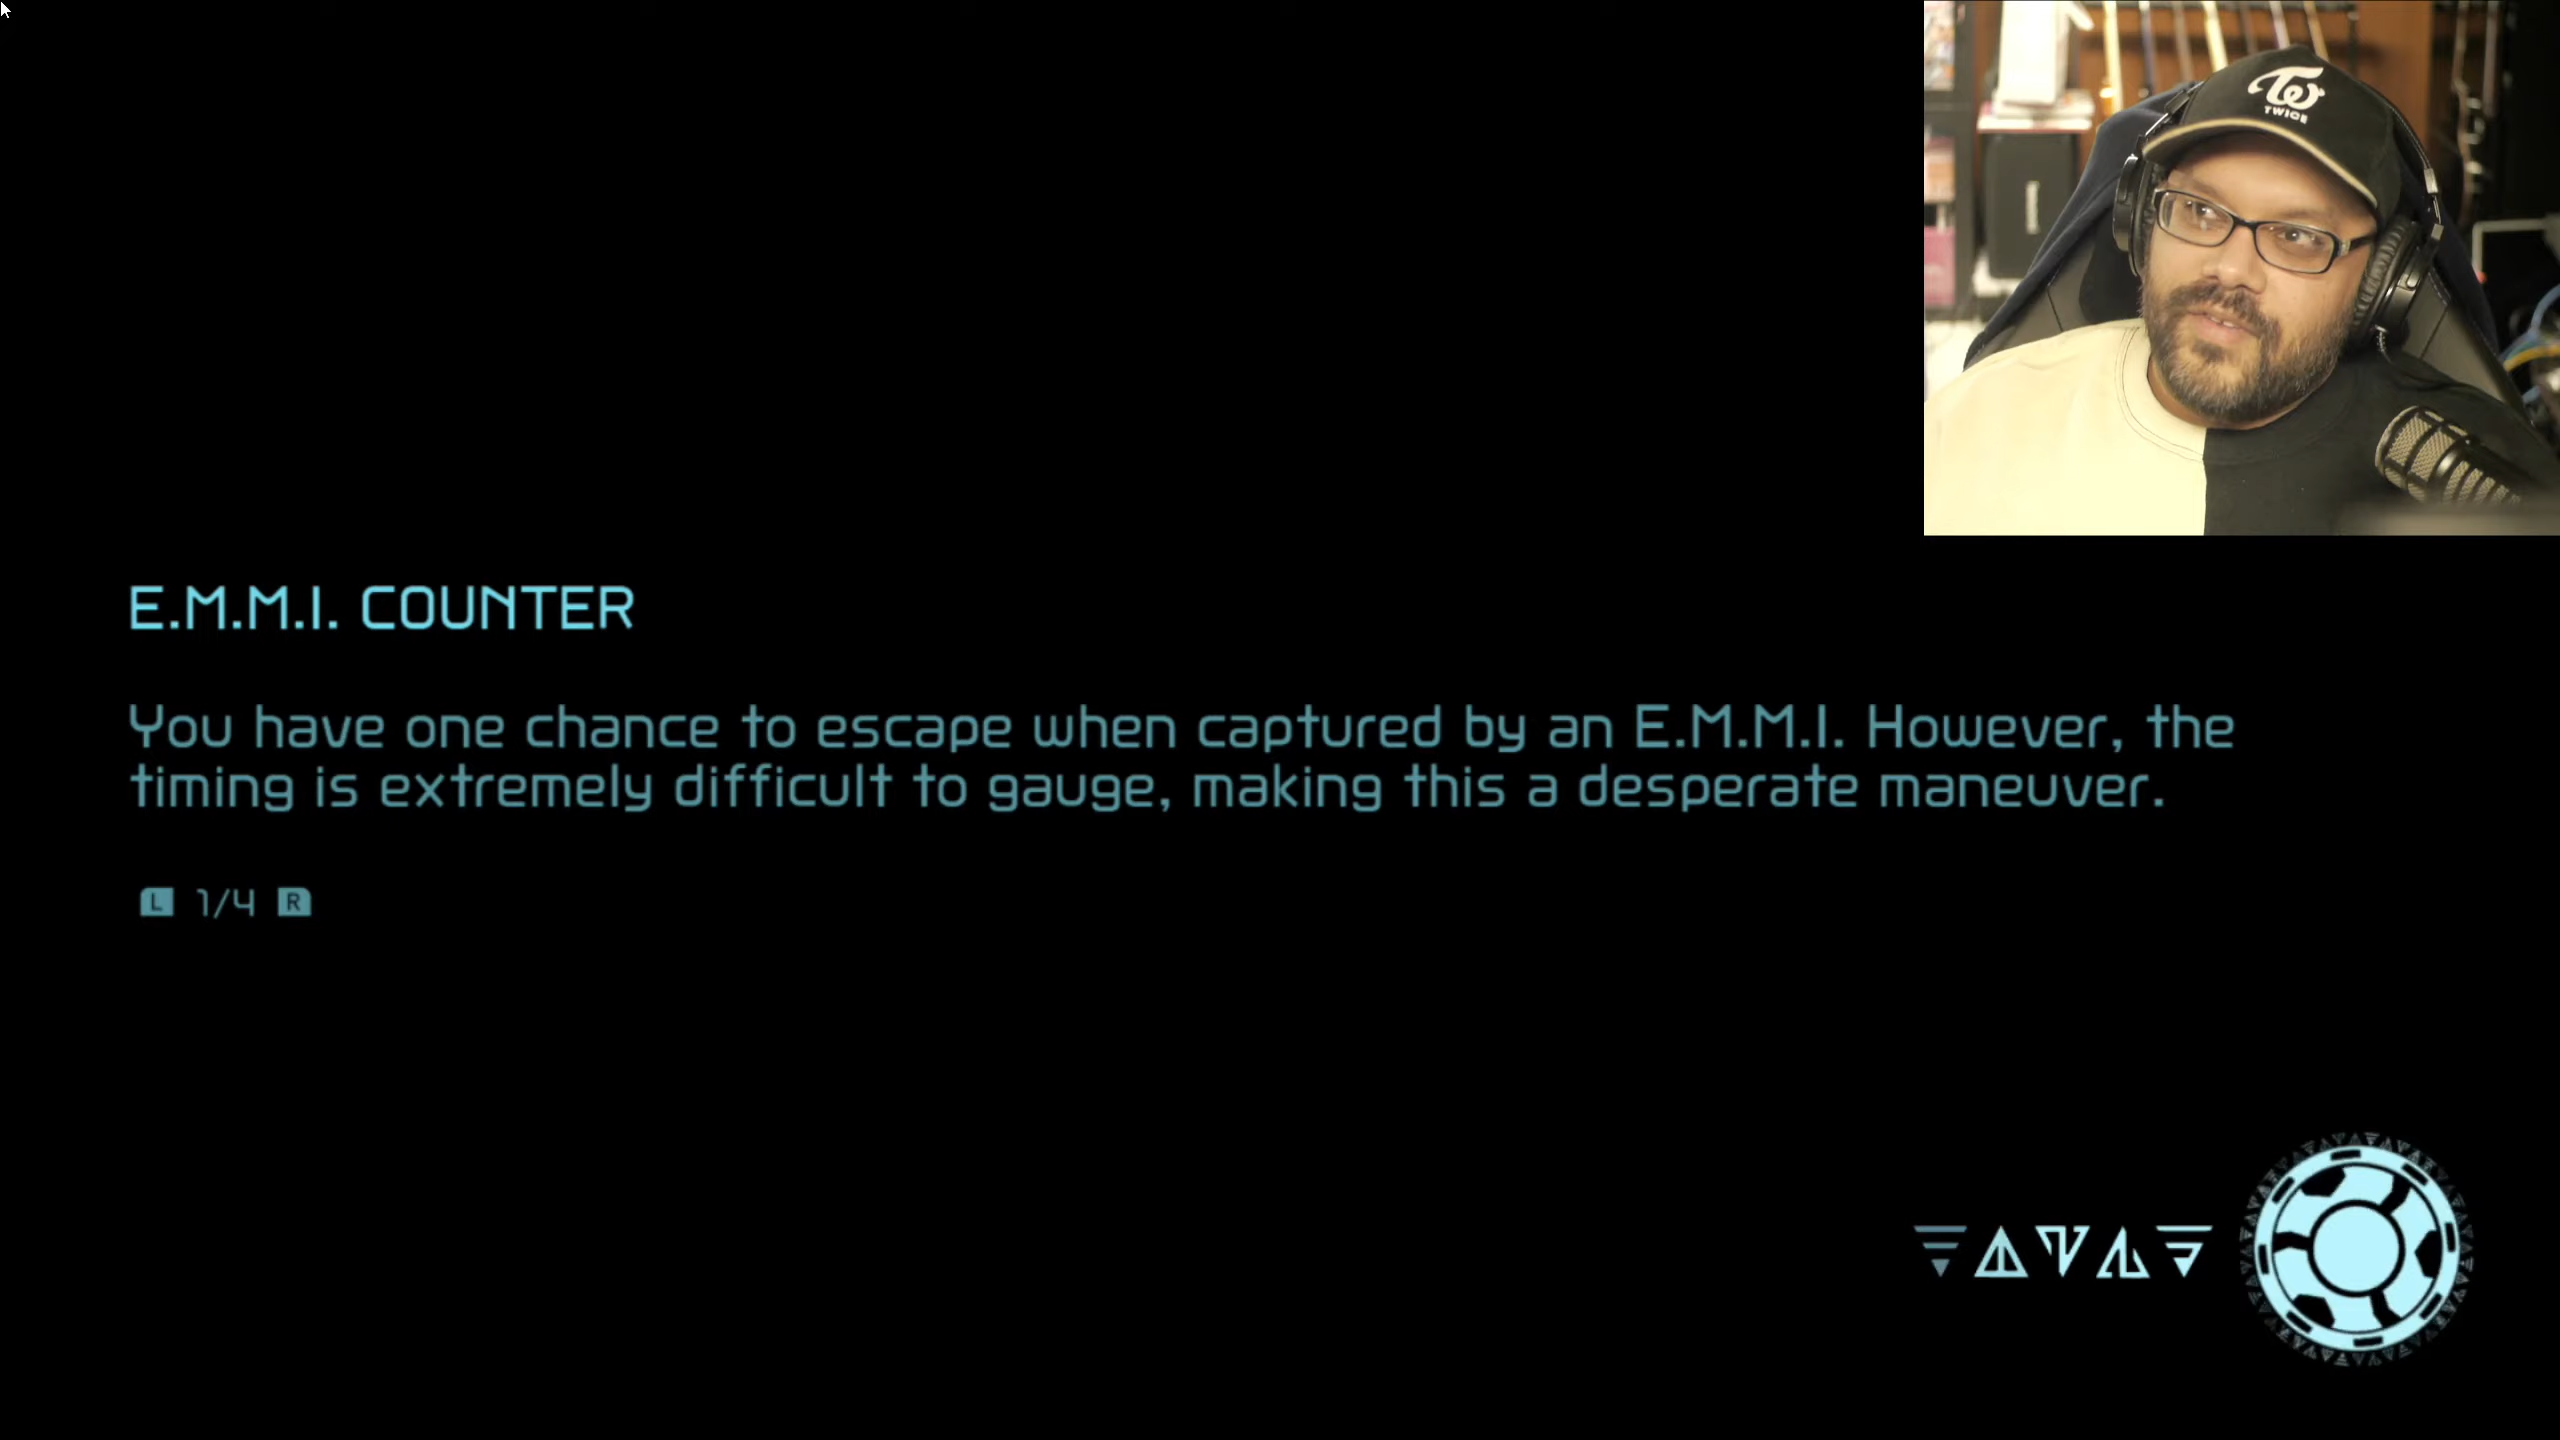 TWICE
E.M.M.I. COUNTER
You have one chance to escape when captured by an E.M.M.I. However, the
timing is extremely difficult to gauge, making this a desperate maneuver.
L 1/4 R